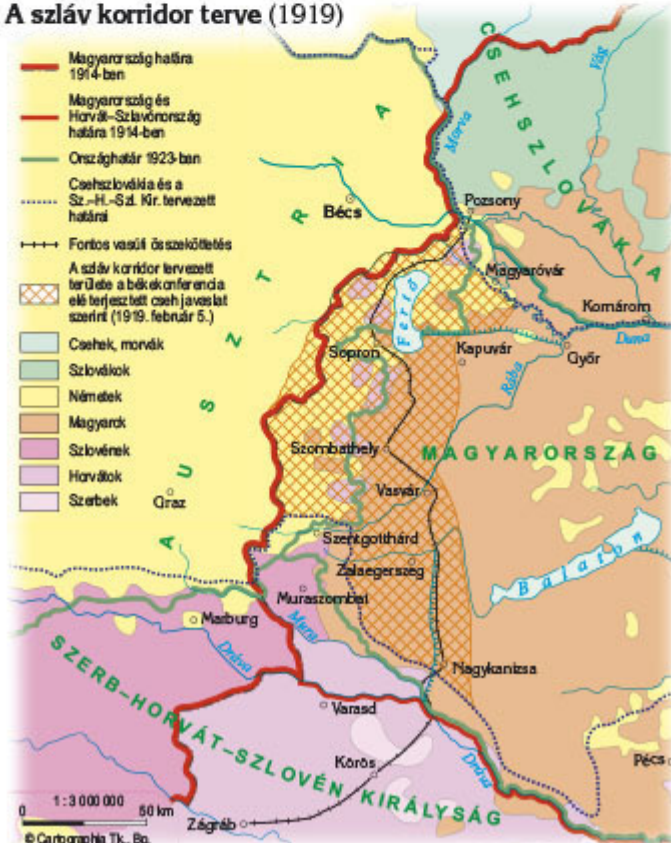 A szláv korridor terve (1919)
Magyarország határa
1914-ben
Magyarország és
Horvát–Szlavónország
határa 1914-ben
Országhatár 1923-ban
Csehszlovákia és a
Sz.–H.–Szl. Kir. tervezett
határai
Fontos vasúti összeköttetés
A szláv korridor tervezett
területe a békekonferencia
elé terjesztett cseh javaslat
szerint (1919. február 5.)
Csehek, morvák
Szlovákok
Németek
Magyarok
Szlovének
Horvátok
Szerbek
CSEHSZLOVÁKIA
Vág
Morva
AUSZTRIA
Bécs
Pozsony
Magyaróvár
Komárom
Duna
Fertő
Sopron
Kapuvár
Győr
Rába
Szombathely
MAGYARORSZÁG
Vasvár
Graz
Szentgotthárd
Zalaegerszeg
Balaton
Muraszombat
Marburg
Mura
Dráva
Nagykanizsa
SZERB–HORVÁT–SZLOVÉN KIRÁLYSÁG
Varasd
Dráva
Körös
Pécs
Zágráb
1 : 3 000 000
0 50 km
© Cartographia Tk., Bp.